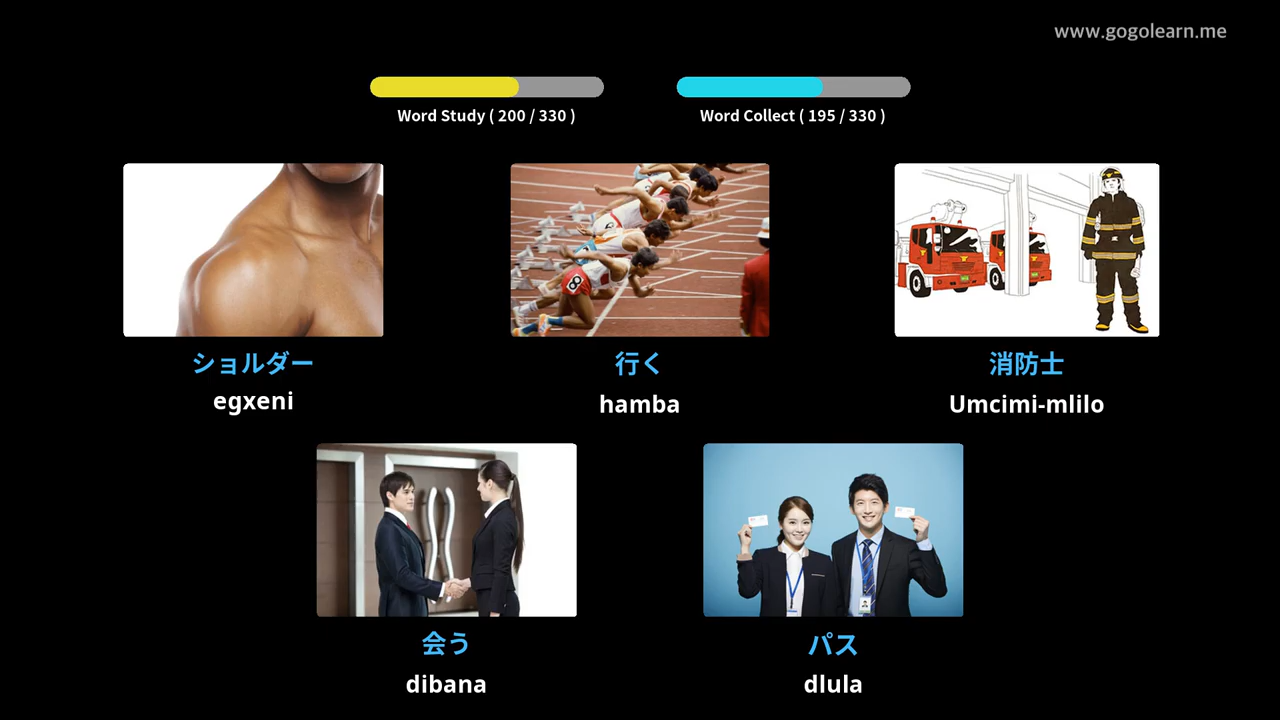 www.gogolearn.me
Word Study ( 200 / 330 )
Word Collect ( 195 / 330 )
ショルダー
egxeni
行く
hamba
消防士
Umcimi-mlilo
会う
dibana
パス
dlula